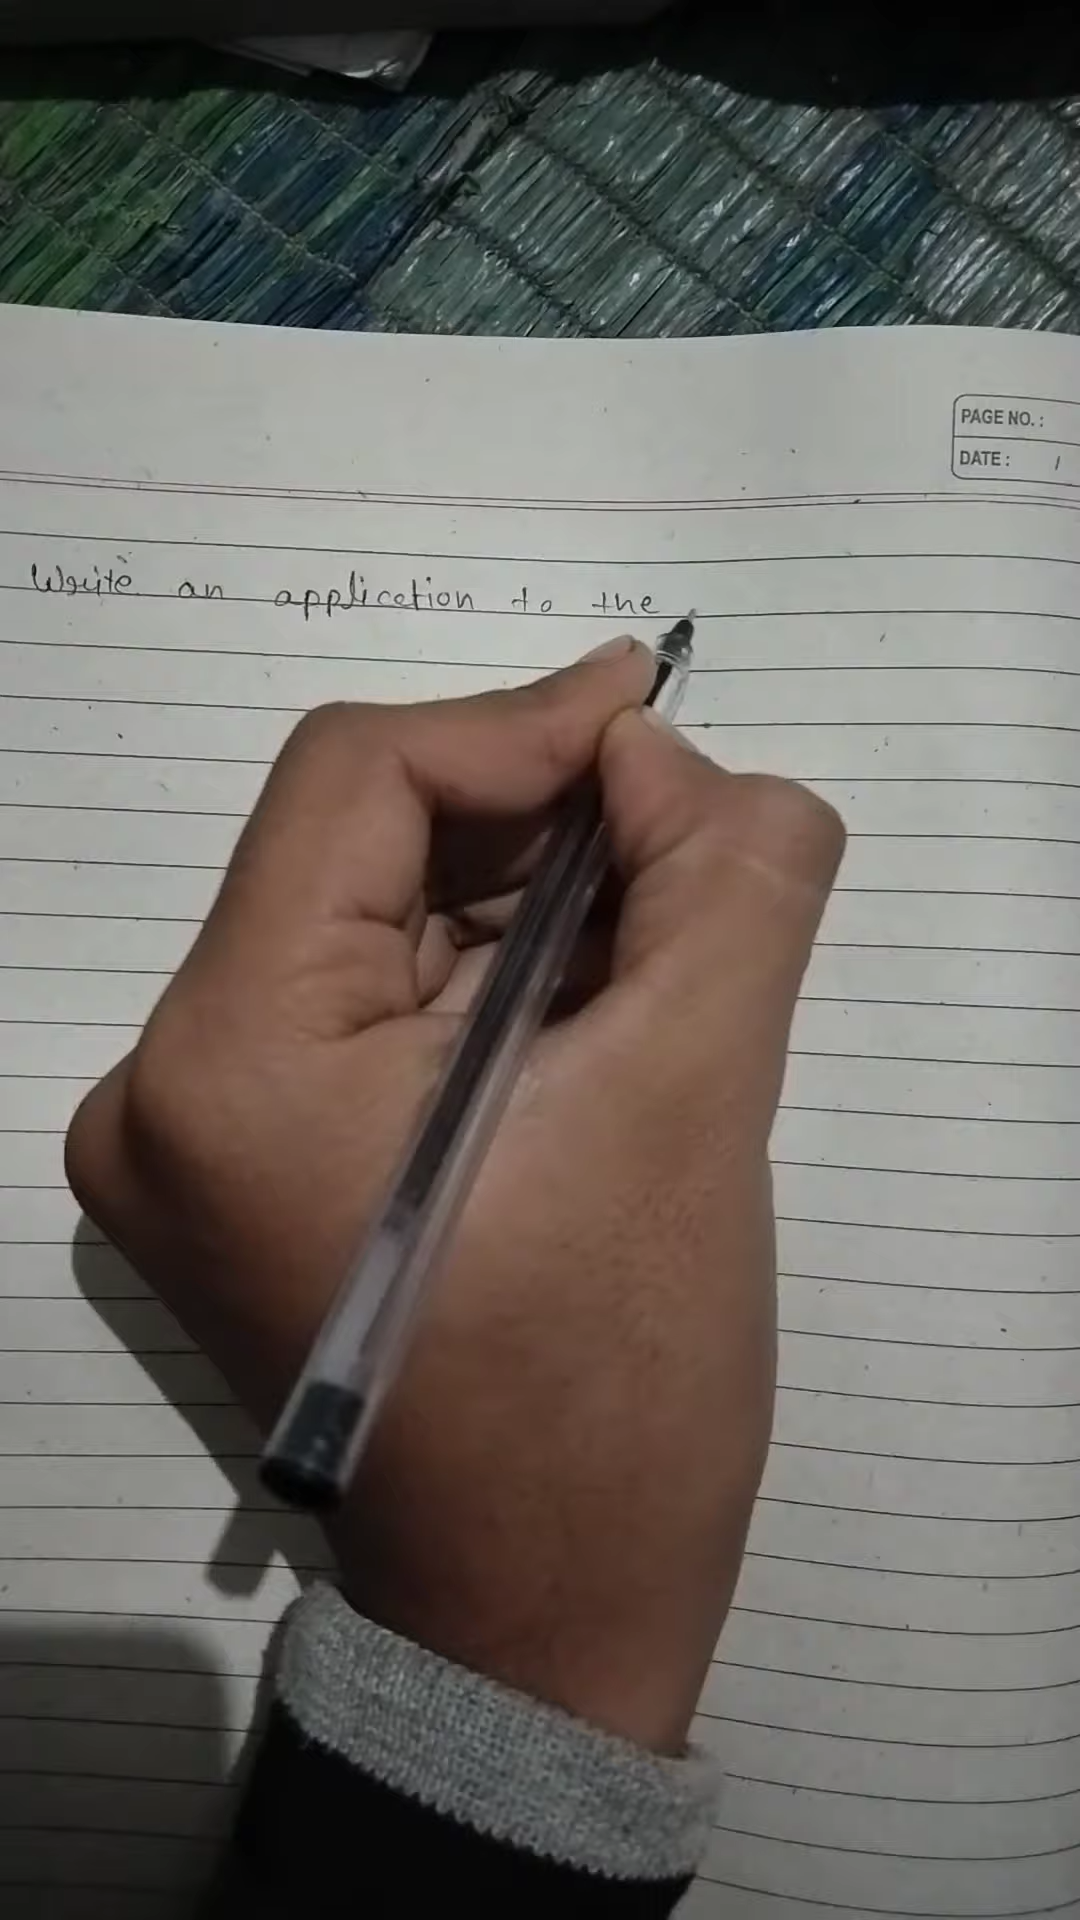 PAGE NO. :
DATE : /
Write an application to the